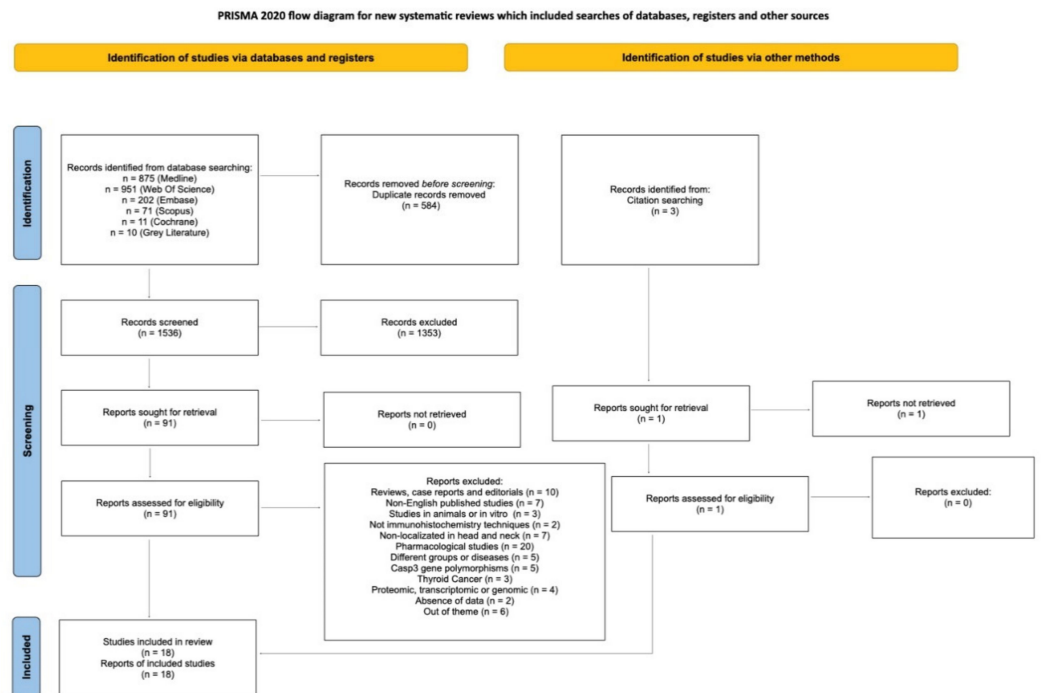 PRISMA 2020 flow diagram for new systematic reviews which included searches of databases, registers and other sources
Identification of studies via databases and registers
Identification of studies via other methods
Identification
Records identified from database searching:
n = 875 (Medline)
n = 951 (Web Of Science)
n = 202 (Embase)
n = 71 (Scopus)
n = 11 (Cochrane)
n = 10 (Grey Literature)
Records removed before screening:
Duplicate records removed
(n = 584)
Records identified from:
Citation searching
(n = 3)
Screening
Records screened
(n = 1536)
Records excluded
(n = 1353)
Reports sought for retrieval
(n = 91)
Reports not retrieved
(n = 0)
Reports sought for retrieval
(n = 1)
Reports not retrieved
(n = 1)
Reports assessed for eligibility
(n = 91)
Reports excluded:
Reviews, case reports and editorials (n = 10)
Non-English published studies (n = 7)
Studies in animals or in vitro (n = 3)
Not immunohistochemistry techniques (n = 2)
Non-localizated in head and neck (n = 7)
Pharmacological studies (n = 20)
Different groups or diseases (n = 5)
Casp3 gene polymorphisms (n = 5)
Thyroid Cancer (n = 3)
Proteomic, transcriptomic or genomic (n = 4)
Absence of data (n = 2)
Out of theme (n = 6)
Reports assessed for eligibility
(n = 1)
Reports excluded:
(n = 0)
Included
Studies included in review
(n = 18)
Reports of included studies
(n = 18)